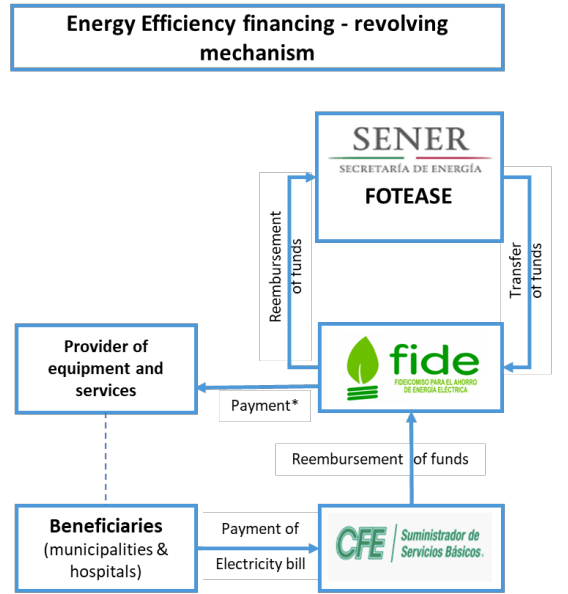 Energy Efficiency financing - revolving
mechanism
SENER
SECRETARÍA DE ENERGÍA
FOTEASE
Reembursement
of funds
Transfer
of funds
Provider of
equipment and
services
fide
FIDEICOMISO PARA EL AHORRO
DE ENERGÍA ELÉCTRICA
Payment*
Reembursement of funds
Beneficiaries
(municipalities &
hospitals)
Payment of
Electricity bill
CFE
Suministrador de
Servicios Básicos®